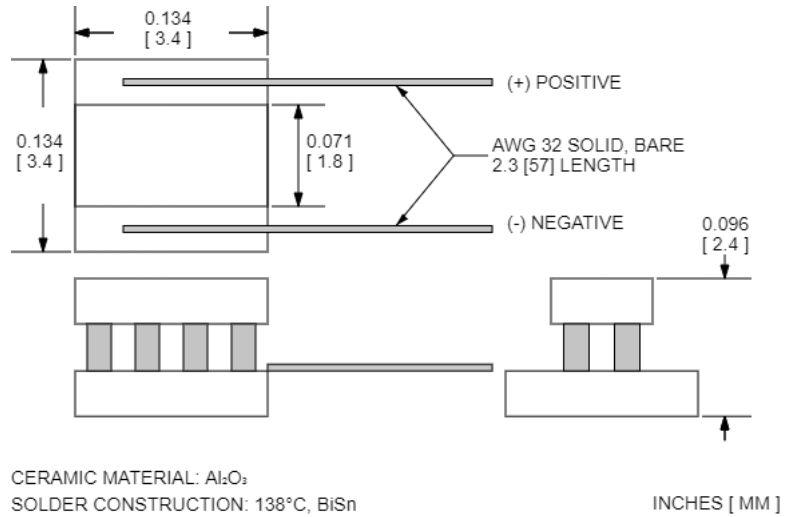 0.134
[ 3.4 ]
(+) POSITIVE
0.134
[ 3.4 ]
0.071
[ 1.8 ]
AWG 32 SOLID, BARE
2.3 [57] LENGTH
(-) NEGATIVE
0.096
[ 2.4 ]
CERAMIC MATERIAL: Al₂O₃
SOLDER CONSTRUCTION: 138°C, BiSn
INCHES [ MM ]